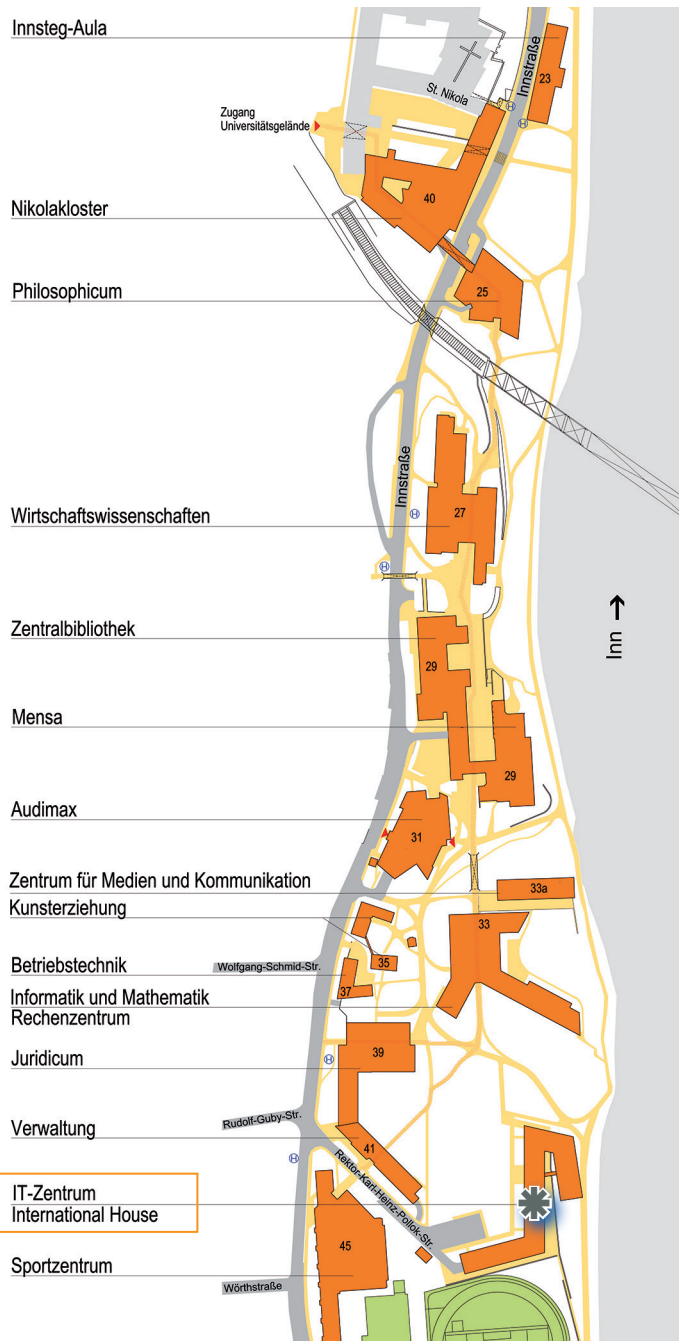 Innsteg-Aula
23
Innstraße
St. Nikola
H
H
Zugang
Universitätsgelände
Nikolakloster
40
Philosophicum
25
Innstraße
Wirtschaftswissenschaften
27
H
H
Inn
Zentralbibliothek
29
Mensa
29
Audimax
31
Zentrum für Medien und Kommunikation
33a
Kunsterziehung
33
35
Betriebstechnik
Wolfgang-Schmid-Str.
37
Informatik und Mathematik
Rechenzentrum
39
Juridicum
H
Rudolf-Guby-Str.
Verwaltung
41
H
Rektor-Karl-Heinz-Pollok-Str.
IT-Zentrum
International House
45
Sportzentrum
Wörthstraße